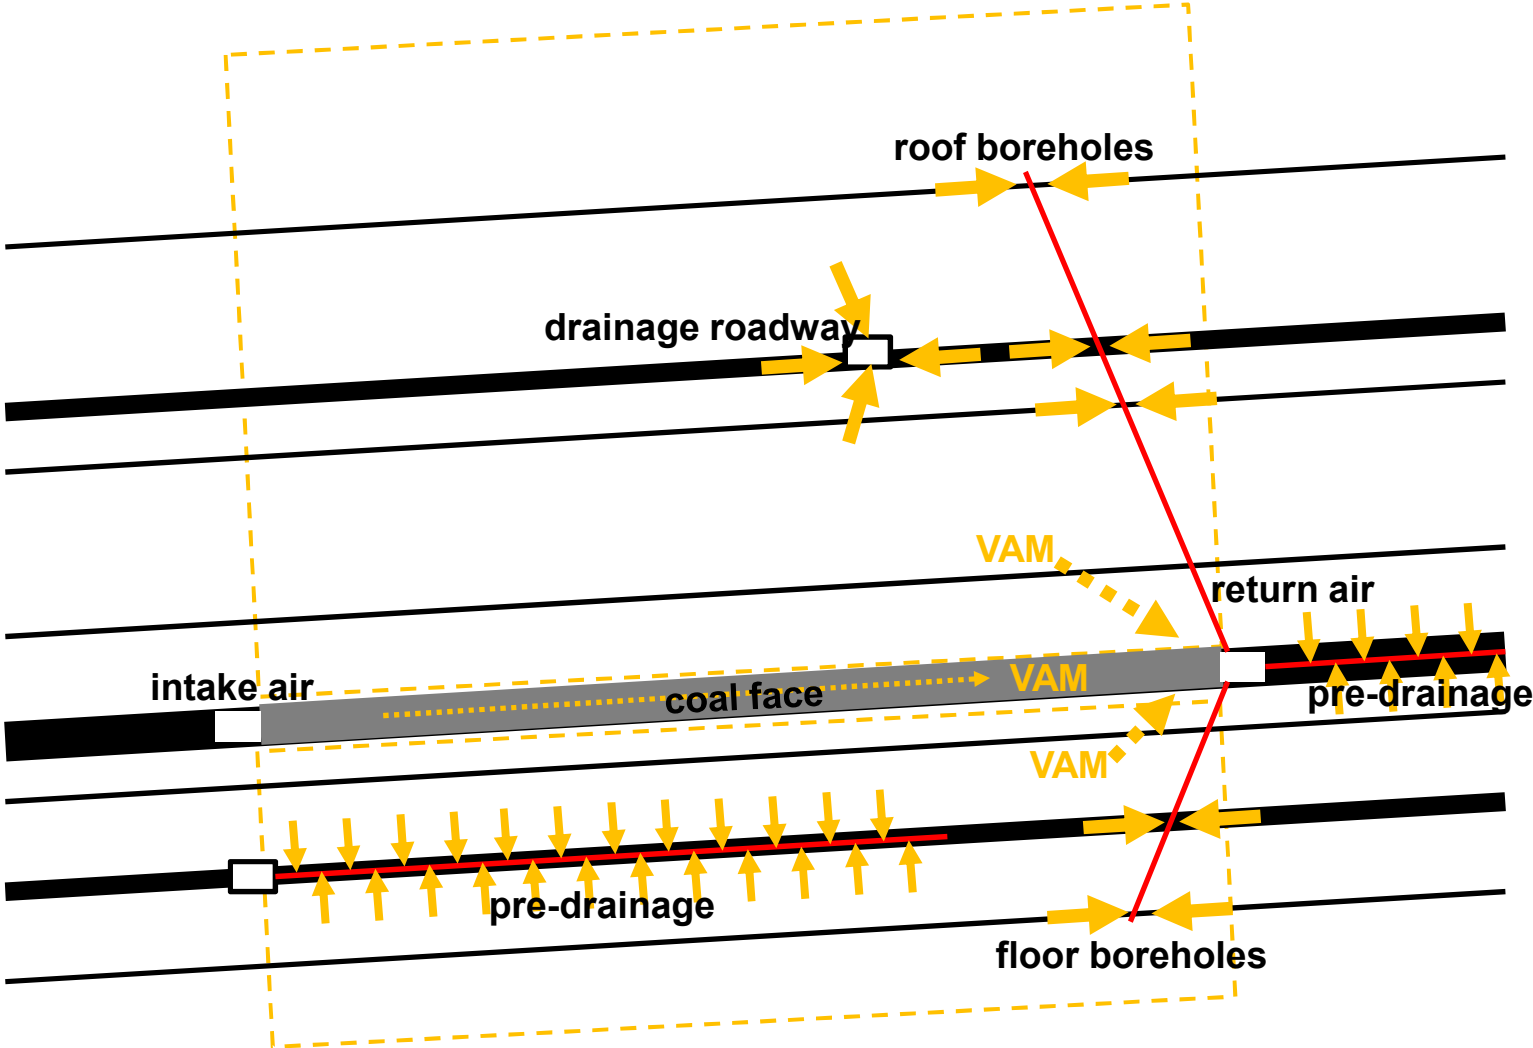 roof boreholes
drainage roadway
VAM
return air
intake air
coal face
VAM
pre-drainage
VAM
pre-drainage
floor boreholes